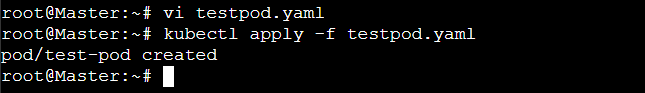 root@Master:~# vi testpod.yaml
root@Master:~# kubectl apply -f testpod.yaml
pod/test-pod created
root@Master:~#